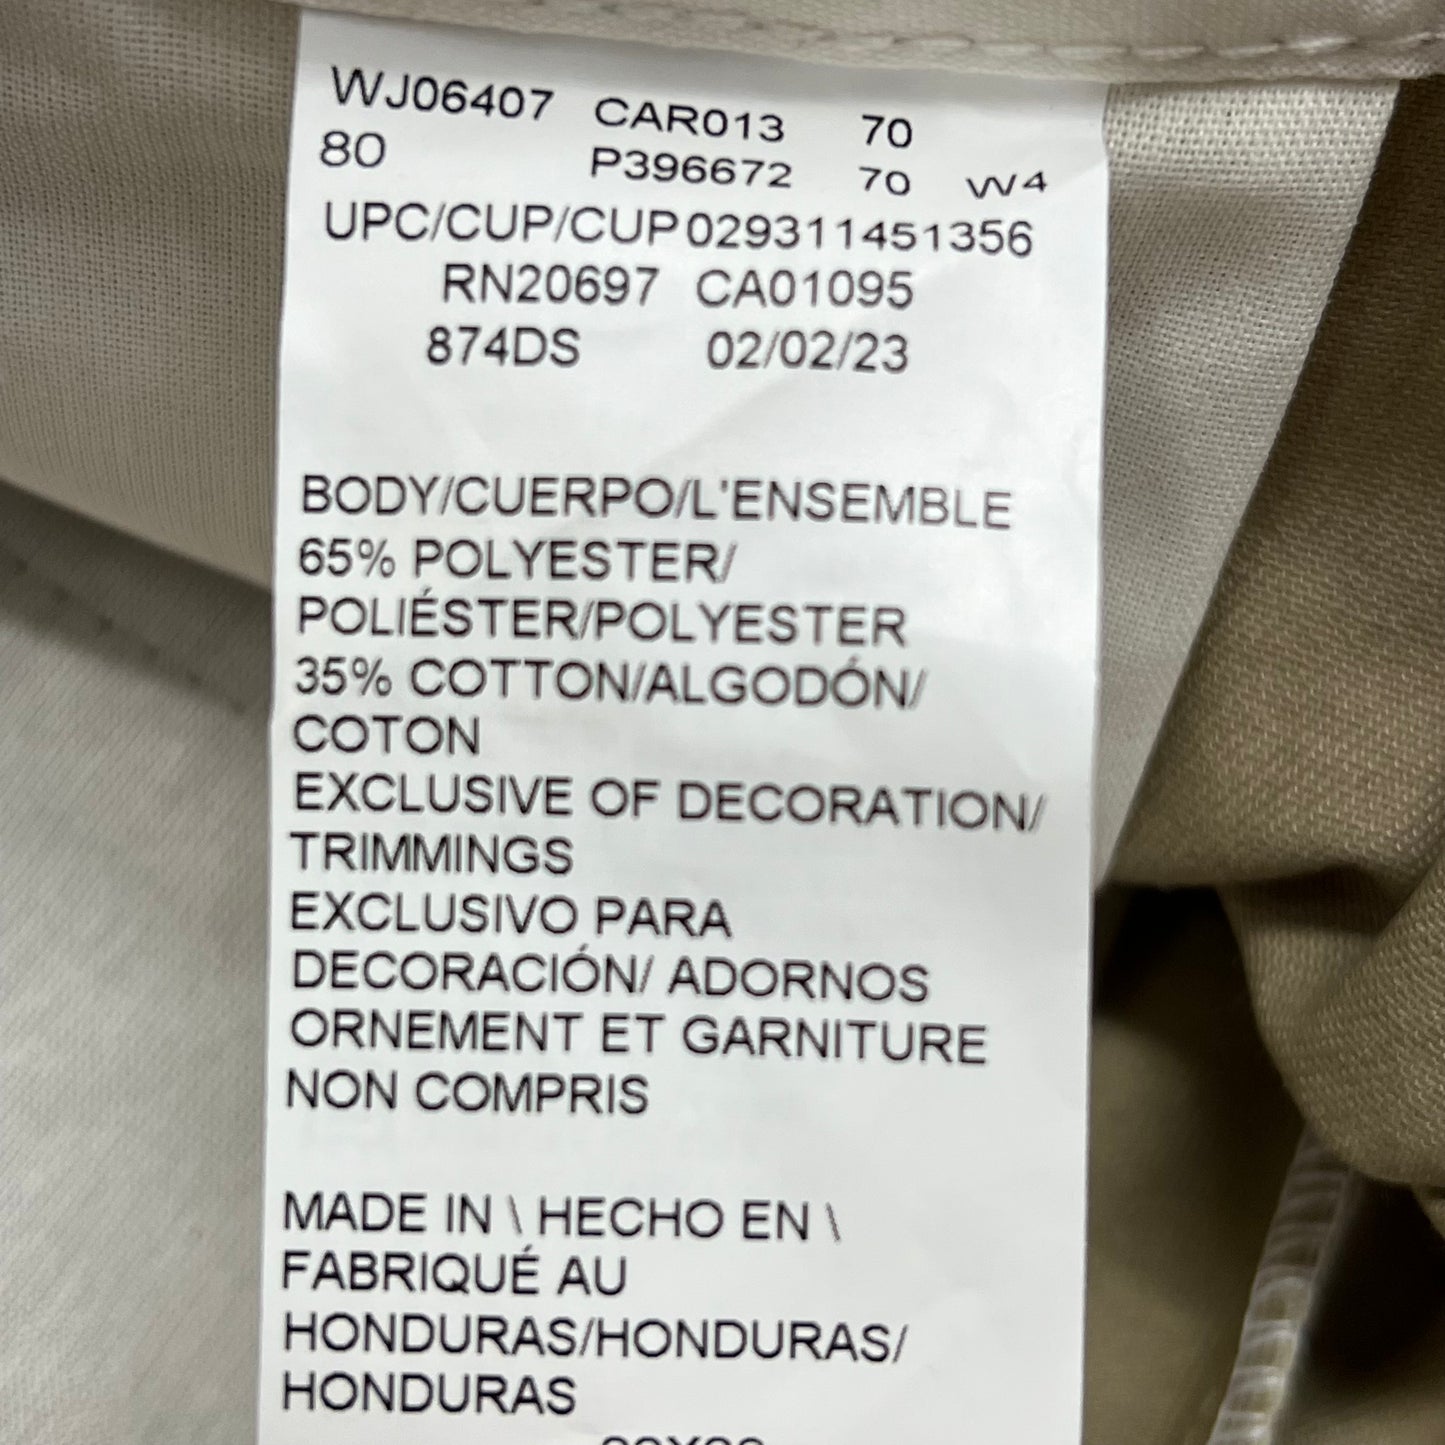 WJ06407 CAR013 70
80 P396672 70 W4
UPC/CUP/CUP029311451356
RN20697 CA01095
874DS 02/02/23
BODY/CUERPO/L'ENSEMBLE
65% POLYESTER/
POLIÉSTER/POLYESTER
35% COTTON/ALGODÓN/
COTON
EXCLUSIVE OF DECORATION/
TRIMMINGS
EXCLUSIVO PARA
DECORACIÓN/ ADORNOS
ORNEMENT ET GARNITURE
NON COMPRIS
MADE IN \ HECHO EN \
FABRIQUÉ AU
HONDURAS/HONDURAS/
HONDURAS